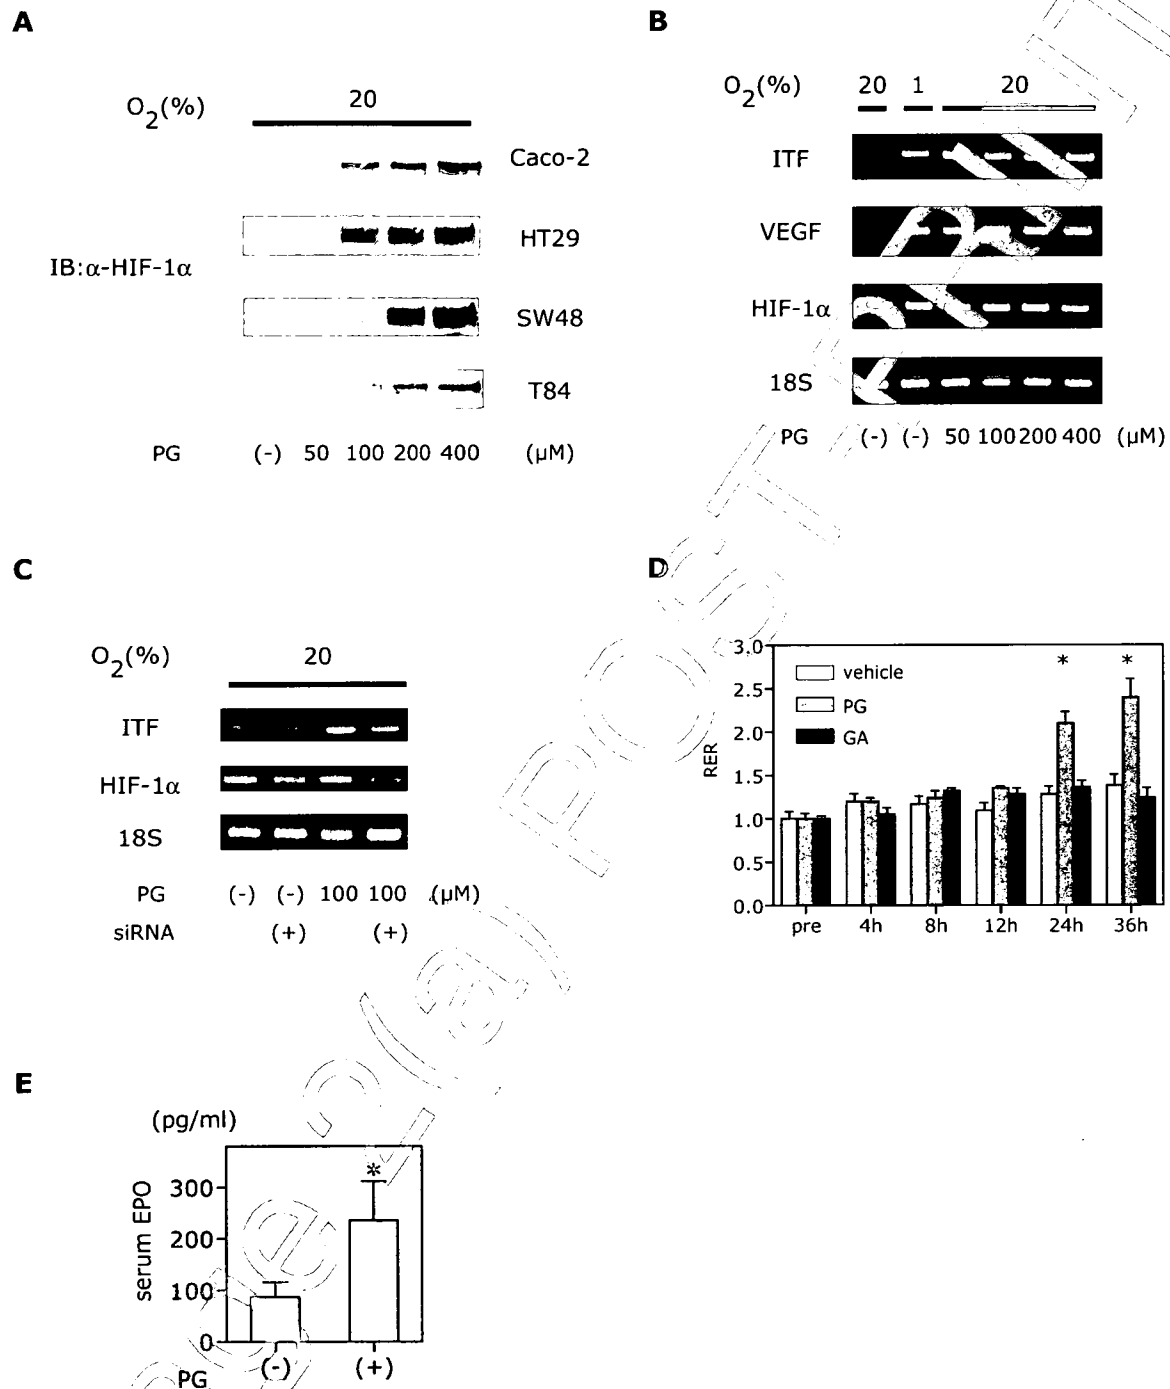 A
O2(%) 20
Caco-2
HT29
IB:α-HIF-1α
SW48
T84
PG (-) 50 100 200 400 (μM)
B
O2(%) 20 1 20
ITF
VEGF
HIF-1α
18S
PG (-) (-) 50 100 200 400 (μM)
C
O2(%) 20
ITF
HIF-1α
18S
PG (-) (-) 100 100 (μM)
siRNA (+) (+)
D
3.0
2.5
2.0
1.5
1.0
0.5
0.0
RER
vehicle
PG
GA
* *
pre 4h 8h 12h 24h 36h
E
(pg/ml)
serum EPO
300
200
100
0
*
PG (-) (+)